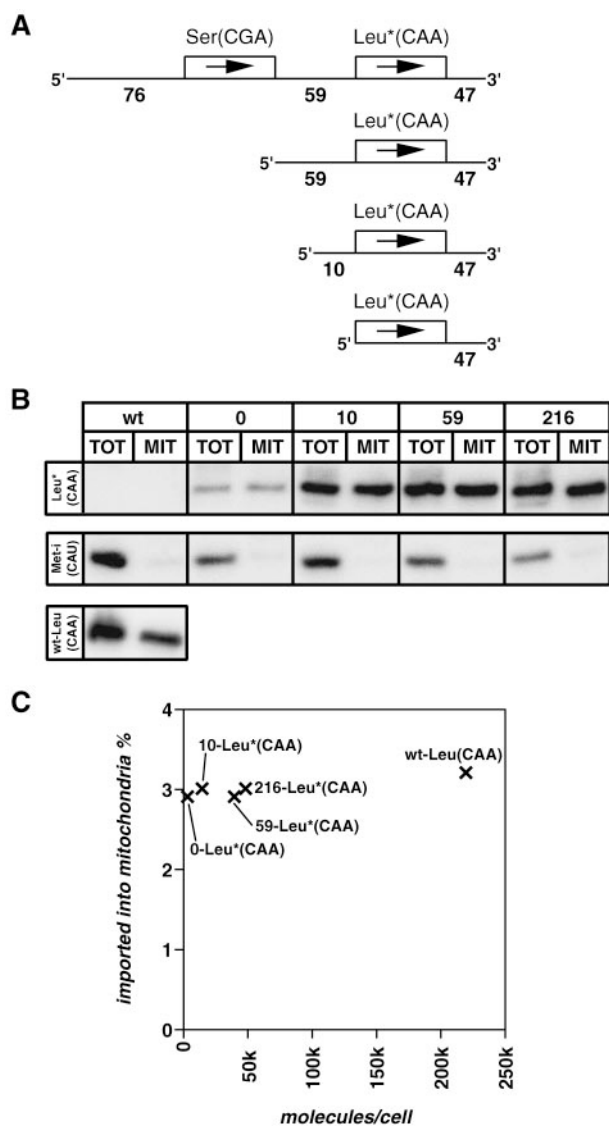 A
Ser(CGA) Leu*(CAA)
5' 3'
76 59 47
Leu*(CAA)
5' 3'
59 47
Leu*(CAA)
5' 3'
10 47
Leu*(CAA)
5' 3'
47
B
wt 0 10 59 216
TOT MIT TOT MIT TOT MIT TOT MIT TOT MIT
Leu*
(CAA)
Met-i
(CAU)
wt-Leu
(CAA)
C
4
10-Leu*(CAA) wt-Leu(CAA)
3
216-Leu*(CAA)
59-Leu*(CAA)
0-Leu*(CAA)
2
1
0
imported into mitochondria %
0 50k 100k 150k 200k 250k
molecules/cell